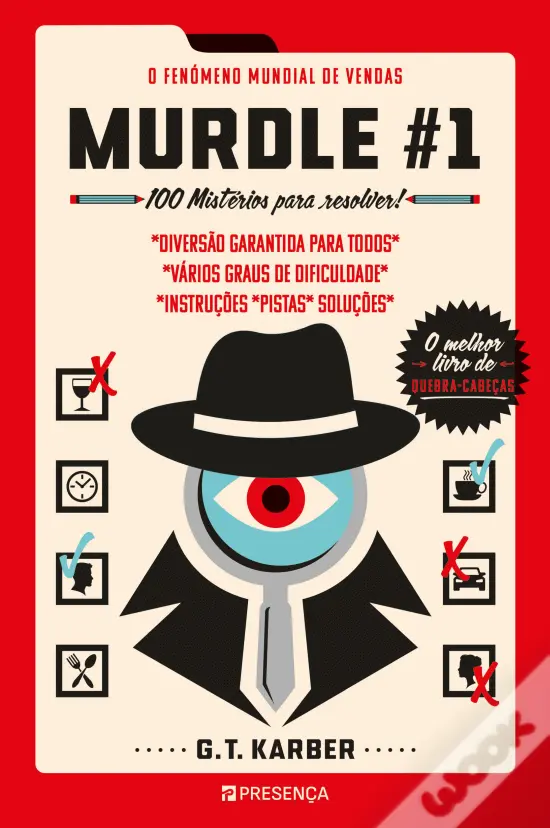 O FENÓMENO MUNDIAL DE VENDAS
MURDLE #1
100 Mistérios para resolver!
*DIVERSÃO GARANTIDA PARA TODOS*
*VÁRIOS GRAUS DE DIFICULDADE*
*INSTRUÇÕES *PISTAS* SOLUÇÕES*
O melhor
livro de
QUEBRA-CABEÇAS
G.T. KARBER
PRESENÇA
wook